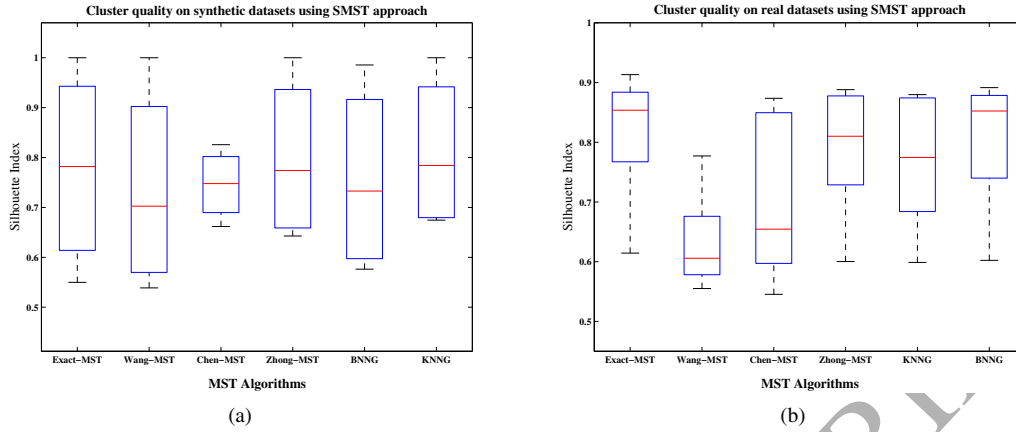 Cluster quality on synthetic datasets using SMST approach
1
0.9
0.8
0.7
0.6
0.5
Silhouette Index
Exact−MST Wang−MST Chen−MST Zhong−MST BNNG KNNG
MST Algorithms
(a)
Cluster quality on real datasets using SMST approach
1
0.9
0.8
0.7
0.6
0.5
Silhouette Index
Exact−MST Wang−MST Chen−MST Zhong−MST KNNG BNNG
MST Algorithms
(b)